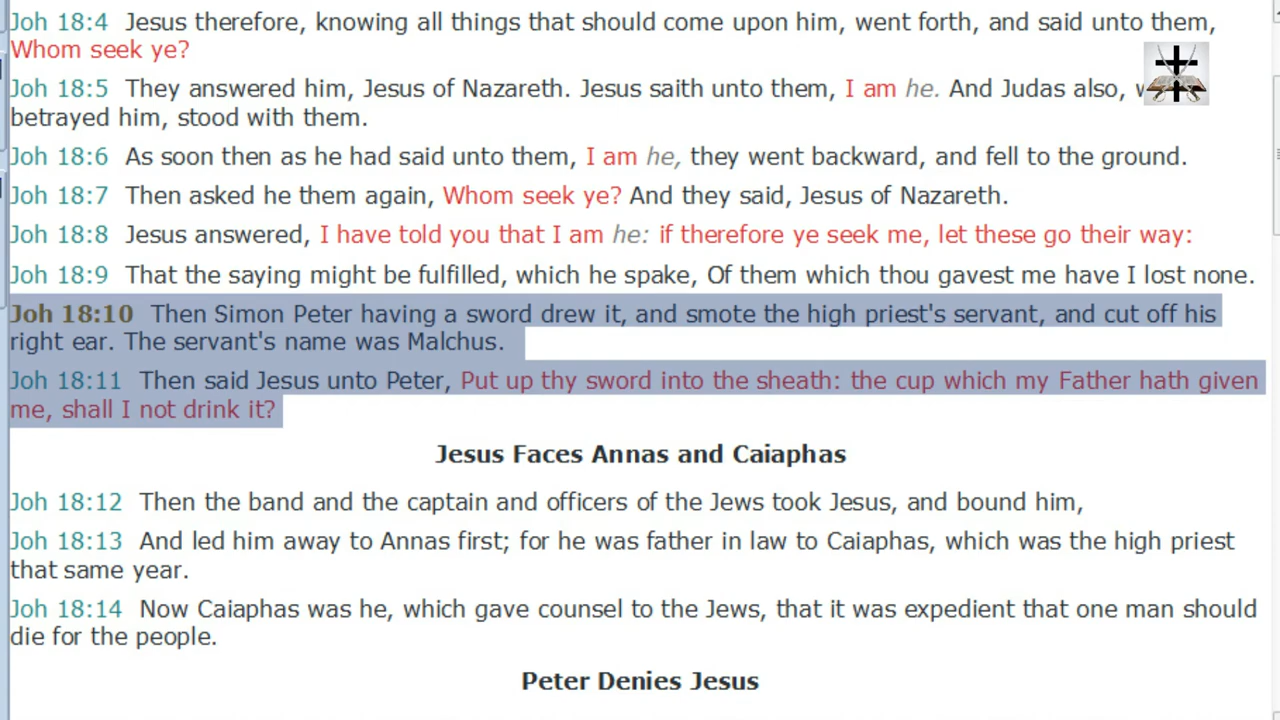 Joh 18:4 Jesus therefore, knowing all things that should come upon him, went forth, and said unto them,
Whom seek ye?
Joh 18:5 They answered him, Jesus of Nazareth. Jesus saith unto them, I am he. And Judas also,
betrayed him, stood with them.
Joh 18:6 As soon then as he had said unto them, I am he, they went backward, and fell to the ground.
Joh 18:7 Then asked he them again, Whom seek ye? And they said, Jesus of Nazareth.
Joh 18:8 Jesus answered, I have told you that I am he: if therefore ye seek me, let these go their way:
Joh 18:9 That the saying might be fulfilled, which he spake, Of them which thou gavest me have I lost none.
Joh 18:10 Then Simon Peter having a sword drew it, and smote the high priest's servant, and cut off his
right ear. The servant's name was Malchus.
Joh 18:11 Then said Jesus unto Peter, Put up thy sword into the sheath: the cup which my Father hath given
me, shall I not drink it?
Jesus Faces Annas and Caiaphas
Joh 18:12 Then the band and the captain and officers of the Jews took Jesus, and bound him,
Joh 18:13 And led him away to Annas first; for he was father in law to Caiaphas, which was the high priest
that same year.
Joh 18:14 Now Caiaphas was he, which gave counsel to the Jews, that it was expedient that one man should
die for the people.
Peter Denies Jesus